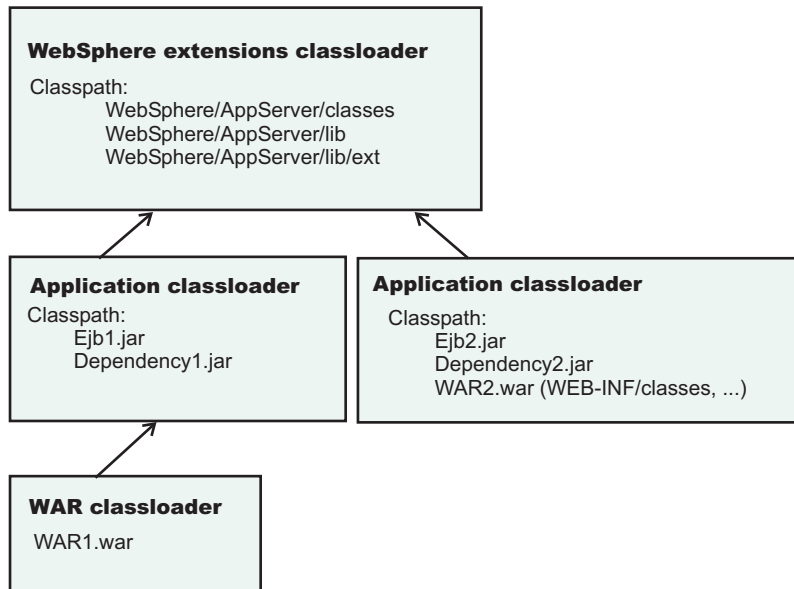 WebSphere extensions classloader
Classpath:
WebSphere/AppServer/classes
WebSphere/AppServer/lib
WebSphere/AppServer/lib/ext
Application classloader
Classpath:
Ejb1.jar
Dependency1.jar
Application classloader
Classpath:
Ejb2.jar
Dependency2.jar
WAR2.war (WEB-INF/classes, ...)
WAR classloader
WAR1.war